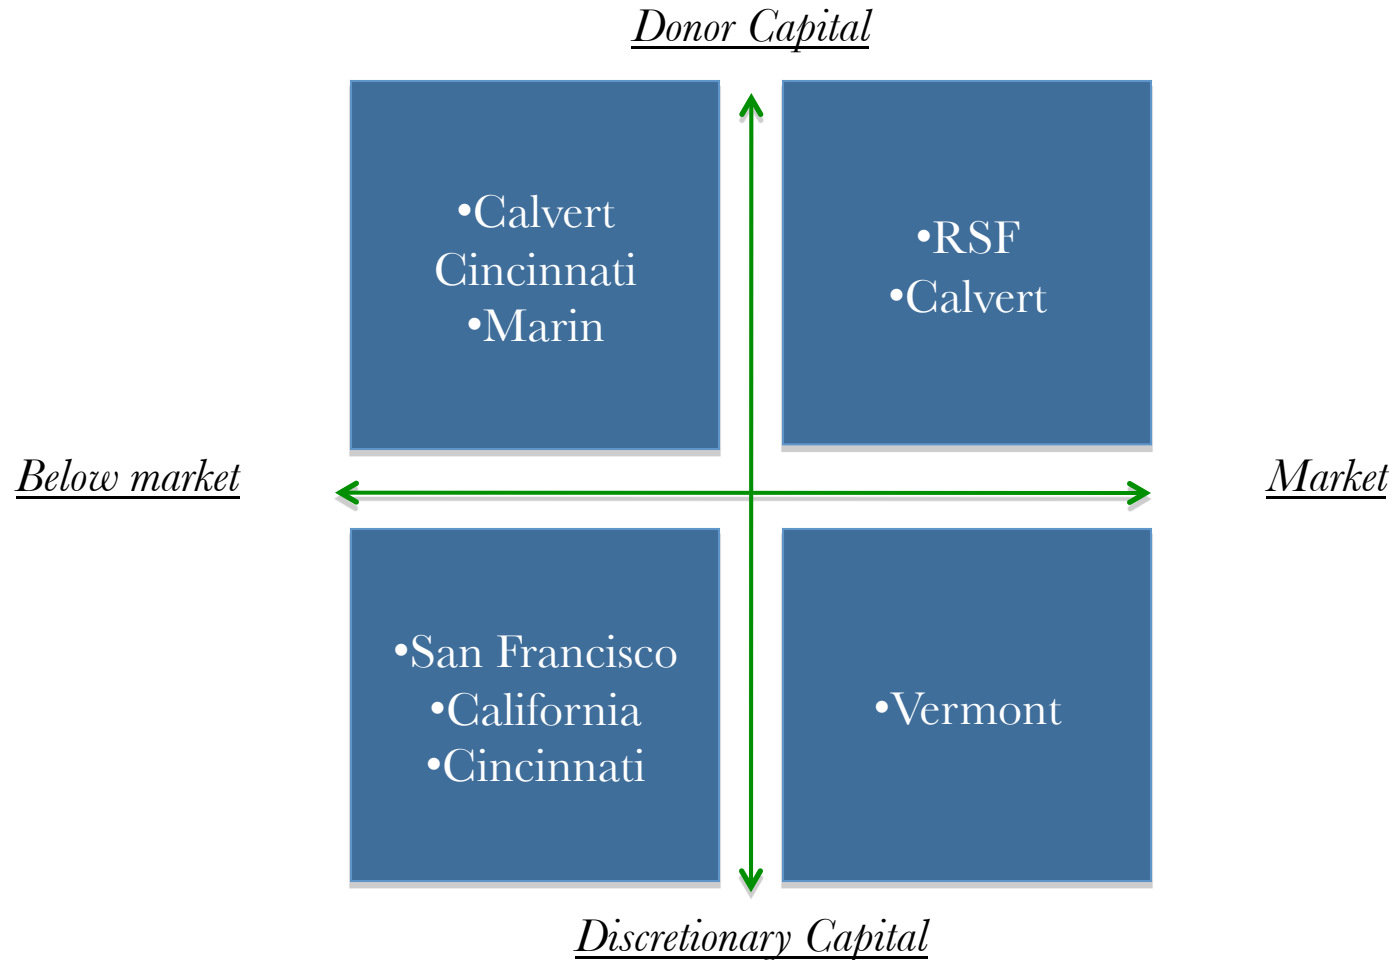 Donor Capital
•Calvert
Cincinnati
•Marin
•RSF
•Calvert
Below market
Market
•San Francisco
•California
•Cincinnati
•Vermont
Discretionary Capital